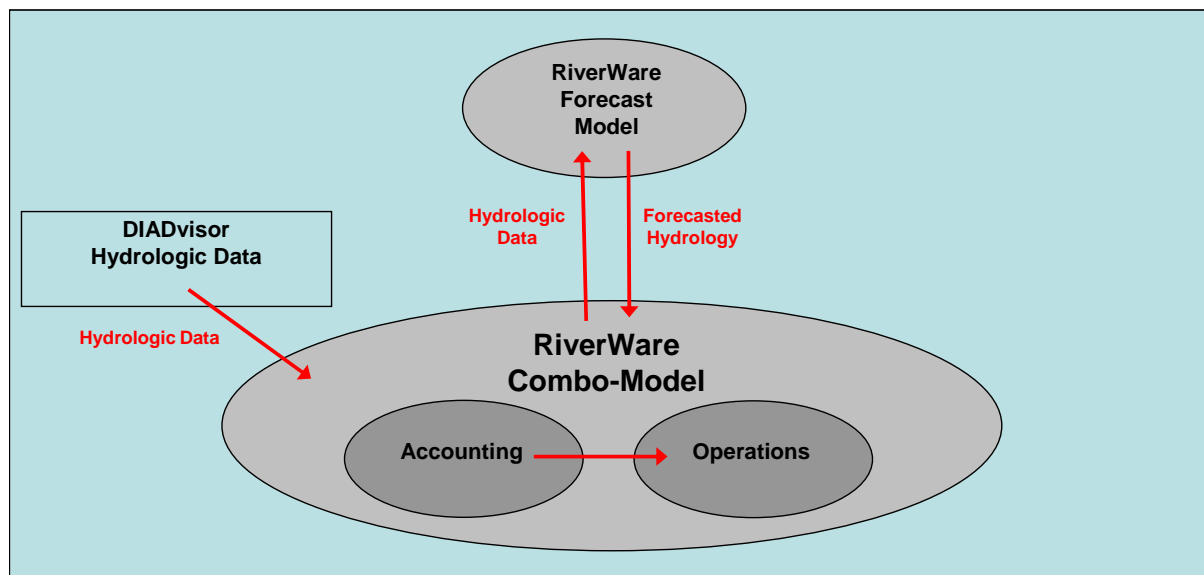 RiverWare
Forecast
Model
Hydrologic
Data
Forecasted
Hydrology
DIADvisor
Hydrologic Data
Hydrologic Data
RiverWare
Combo-Model
Accounting
Operations